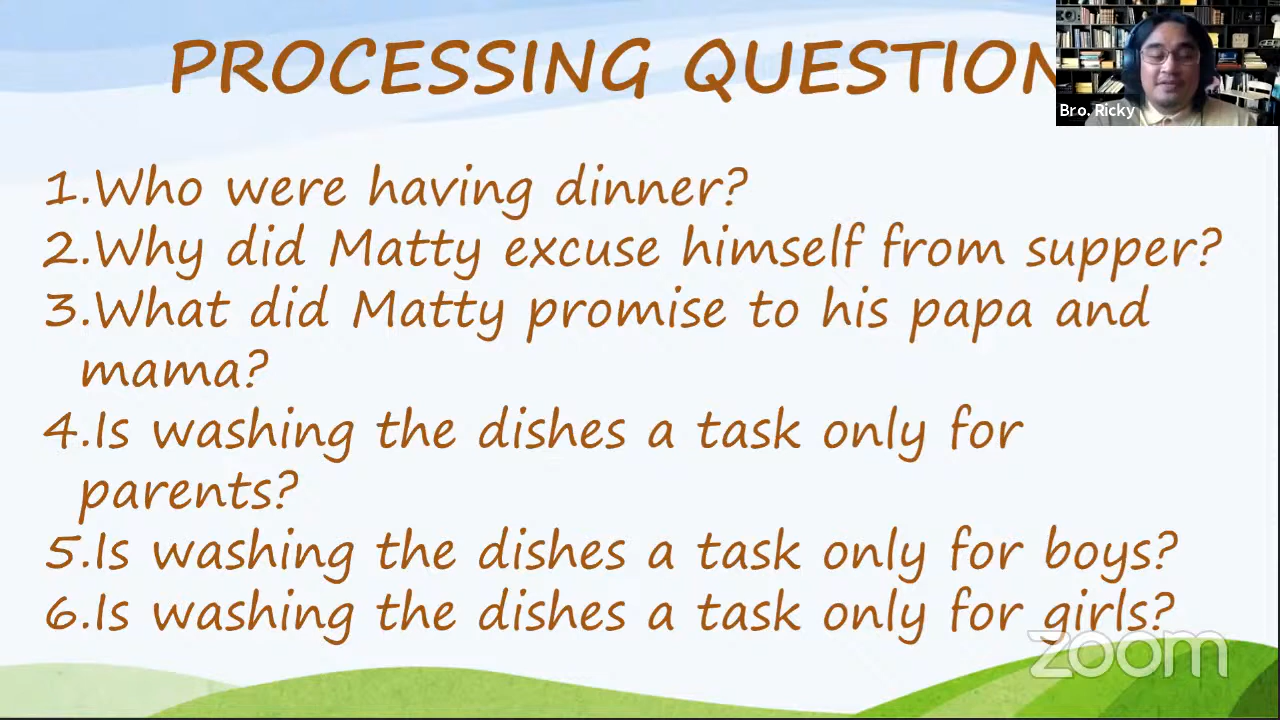 PROCESSING QUESTION
Bro. Ricky
1.Who were having dinner?
2.Why did Matty excuse himself from supper?
3.What did Matty promise to his papa and
mama?
4.Is washing the dishes a task only for
parents?
5.Is washing the dishes a task only for boys?
6.Is washing the dishes a task only for girls?
zoom